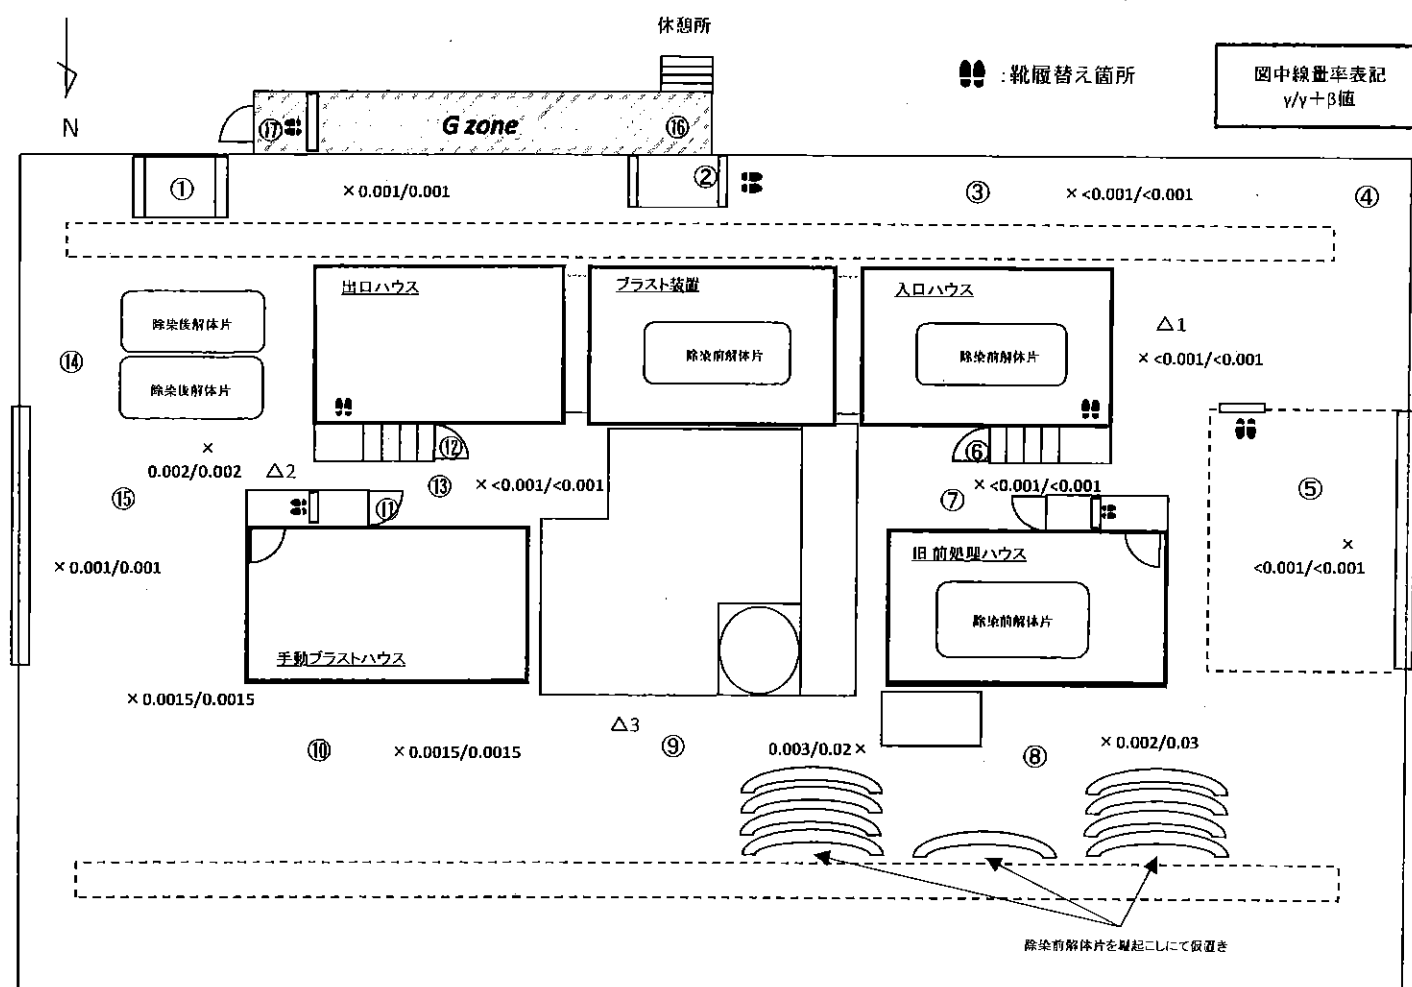 休憩所
:靴履替え箇所
図中線量率表記
γ/γ+β値
N
⑰
G zone
⑯
①
×0.001/0.001
②
③
×<0.001/<0.001
④
出口ハウス
ブラスト装置
入口ハウス
除染後解体片
除染前解体片
除染前解体片
△1
×<0.001/<0.001
⑭
除染後解体片
×
0.002/0.002
△2
⑫
⑥
⑮
⑬
×<0.001/<0.001
×<0.001/<0.001
⑦
⑤
⑪
×
<0.001/<0.001
×0.001/0.001
旧前処理ハウス
除染前解体片
手動ブラストハウス
×0.0015/0.0015
△3
⑩
×0.0015/0.0015
⑨
0.003/0.02×
⑧
×0.002/0.03
除染前解体片を堀起こしにて仮置き